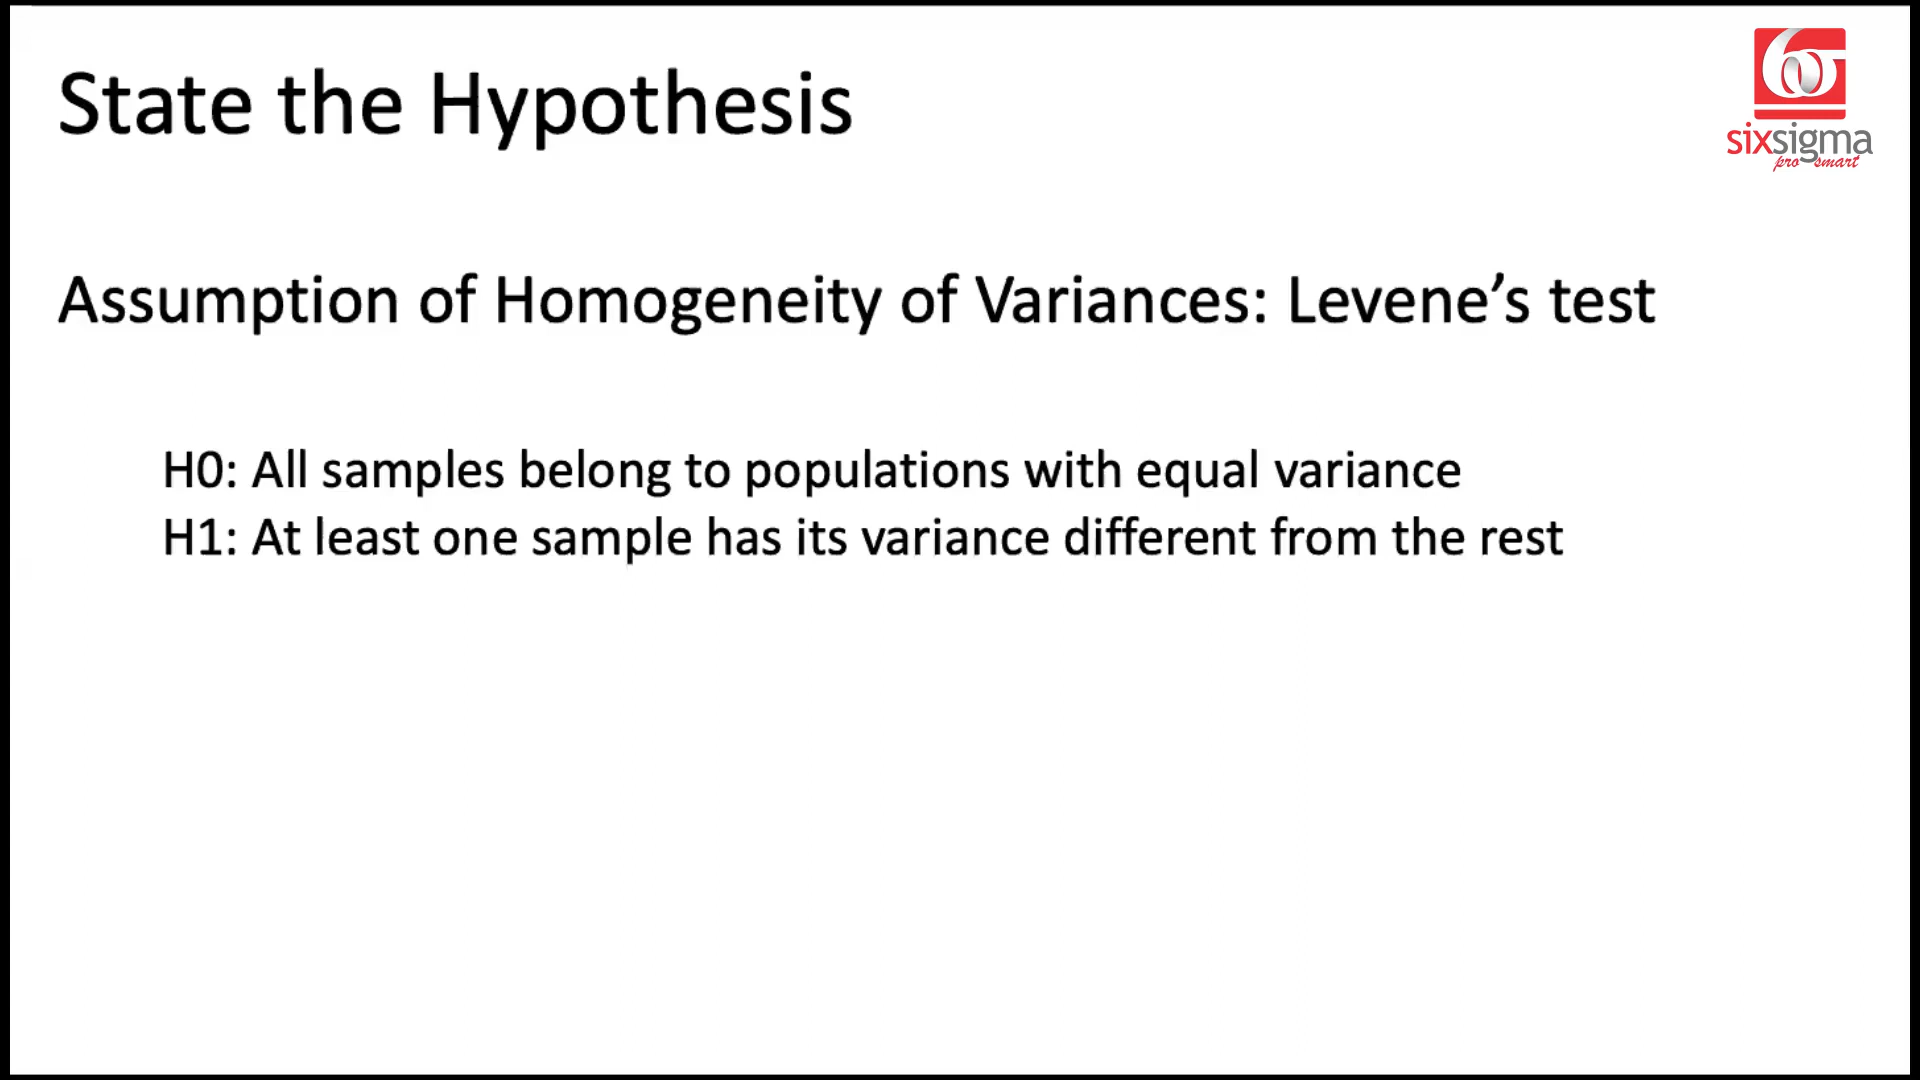 State the Hypothesis
sixsigma
pro smart
Assumption of Homogeneity of Variances: Levene’s test
H0: All samples belong to populations with equal variance
H1: At least one sample has its variance different from the rest